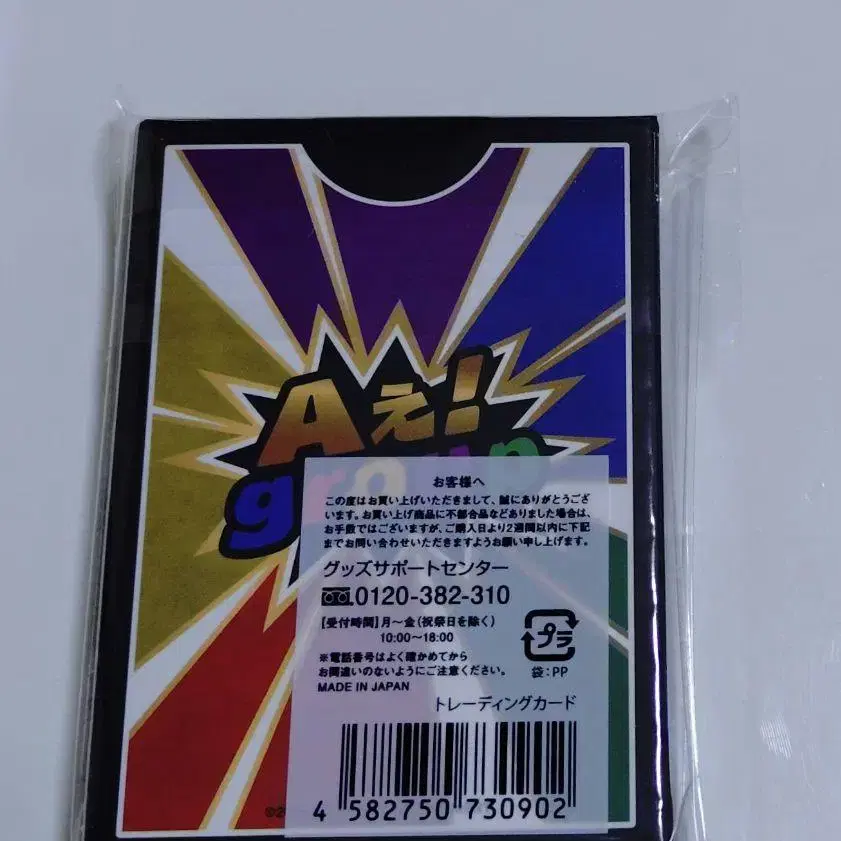 Aぇ!
group
お客様へ
この度はお買い上げいただきまして、誠にありがとうござ
います。お買い上げ商品に不都合品などありました場合は、
お手数ではございますが、ご購入日より2週間以内に下記
までお問い合わせいただきますようお願い申し上げます。
グッズサポートセンター
0120-382-310
【受付時間】月〜金(祝祭日を除く)
10:00〜18:00
※電話番号はよく確かめてから
お間違いのないようにご注意ください。
MADE IN JAPAN
プラ
袋:PP
トレーディングカード
©2
4 582750 730902